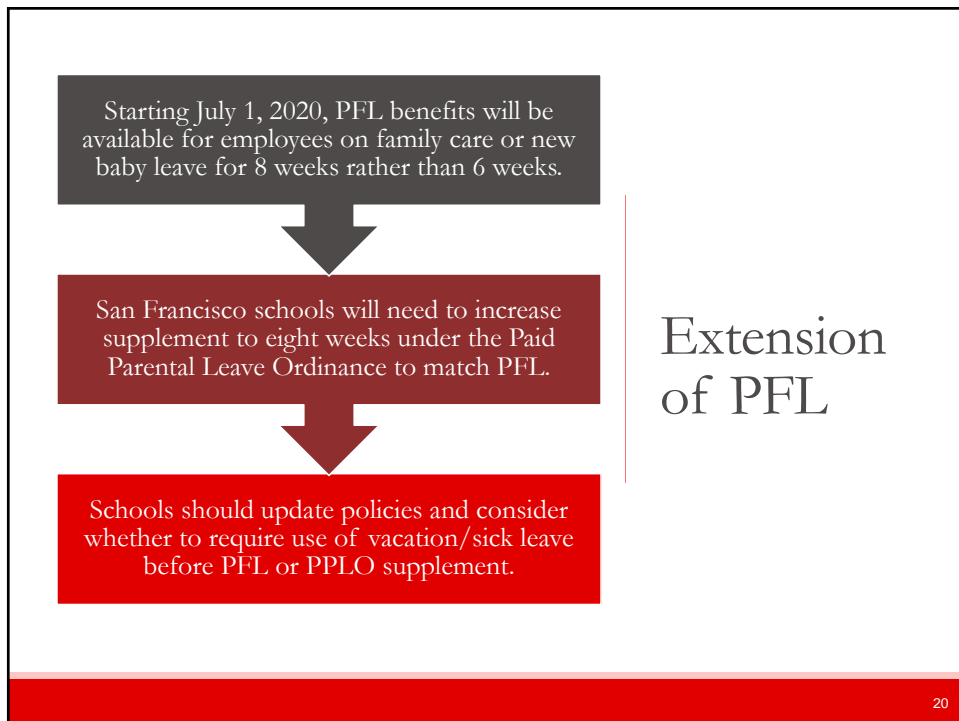 Starting July 1, 2020, PFL benefits will be
available for employees on family care or new
baby leave for 8 weeks rather than 6 weeks.
San Francisco schools will need to increase
supplement to eight weeks under the Paid
Parental Leave Ordinance to match PFL.
Schools should update policies and consider
whether to require use of vacation/sick leave
before PFL or PPLO supplement.
Extension
of PFL
20